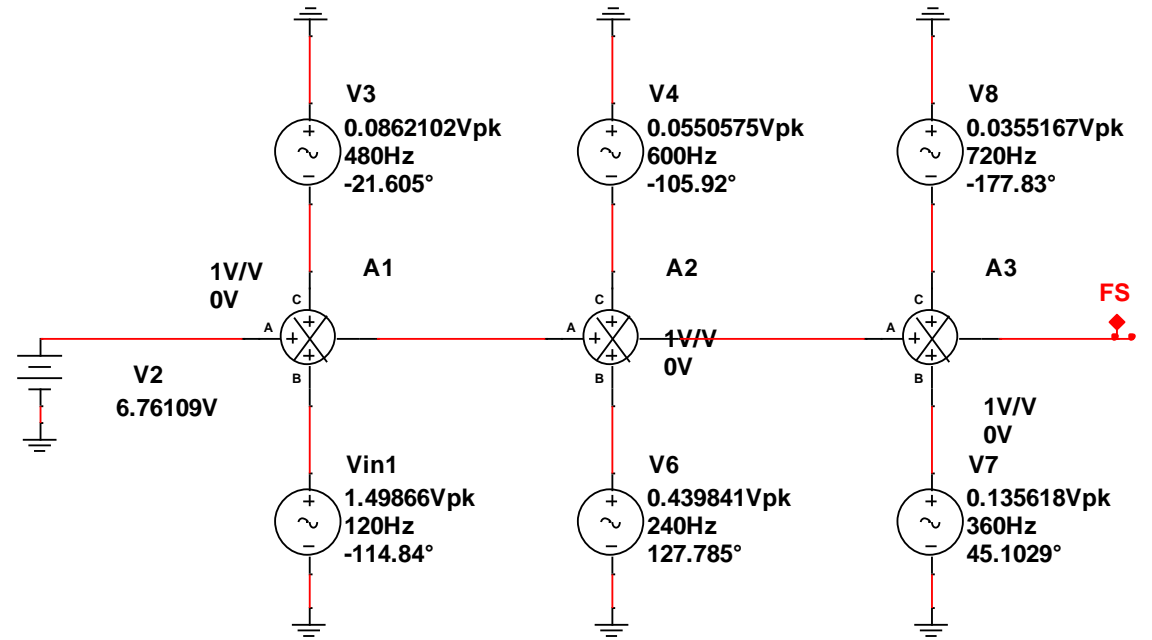 V3
0.0862102Vpk
480Hz
-21.605°
V4
0.0550575Vpk
600Hz
-105.92°
V8
0.0355167Vpk
720Hz
-177.83°
1V/V
0V
A1
A2
A3
FS
C
A
B
C
A
B
C
A
B
1V/V
0V
V2
6.76109V
1V/V
0V
Vin1
1.49866Vpk
120Hz
-114.84°
V6
0.439841Vpk
240Hz
127.785°
V7
0.135618Vpk
360Hz
45.1029°